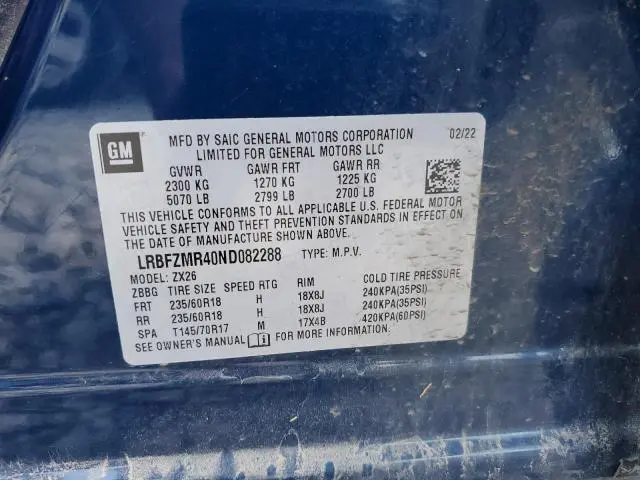 GM
MFD BY SAIC GENERAL MOTORS CORPORATION 02/22
LIMITED FOR GENERAL MOTORS LLC
GVWR GAWR FRT GAWR RR
2300 KG 1270 KG 1225 KG
5070 LB 2799 LB 2700 LB
THIS VEHICLE CONFORMS TO ALL APPLICABLE U.S. FEDERAL MOTOR
VEHICLE SAFETY AND THEFT PREVENTION STANDARDS IN EFFECT ON
THE DATE OF MANUFACTURE SHOWN ABOVE.
LRBFZMR40ND082288 TYPE: M.P.V.
MODEL: ZX26
ZBBG TIRE SIZE SPEED RTG RIM COLD TIRE PRESSURE
FRT 235/60R18 H 18X8J 240KPA(35PSI)
RR 235/60R18 H 18X8J 240KPA(35PSI)
SPA T145/70R17 M 17X4B 420KPA(60PSI)
SEE OWNER'S MANUAL FOR MORE INFORMATION.